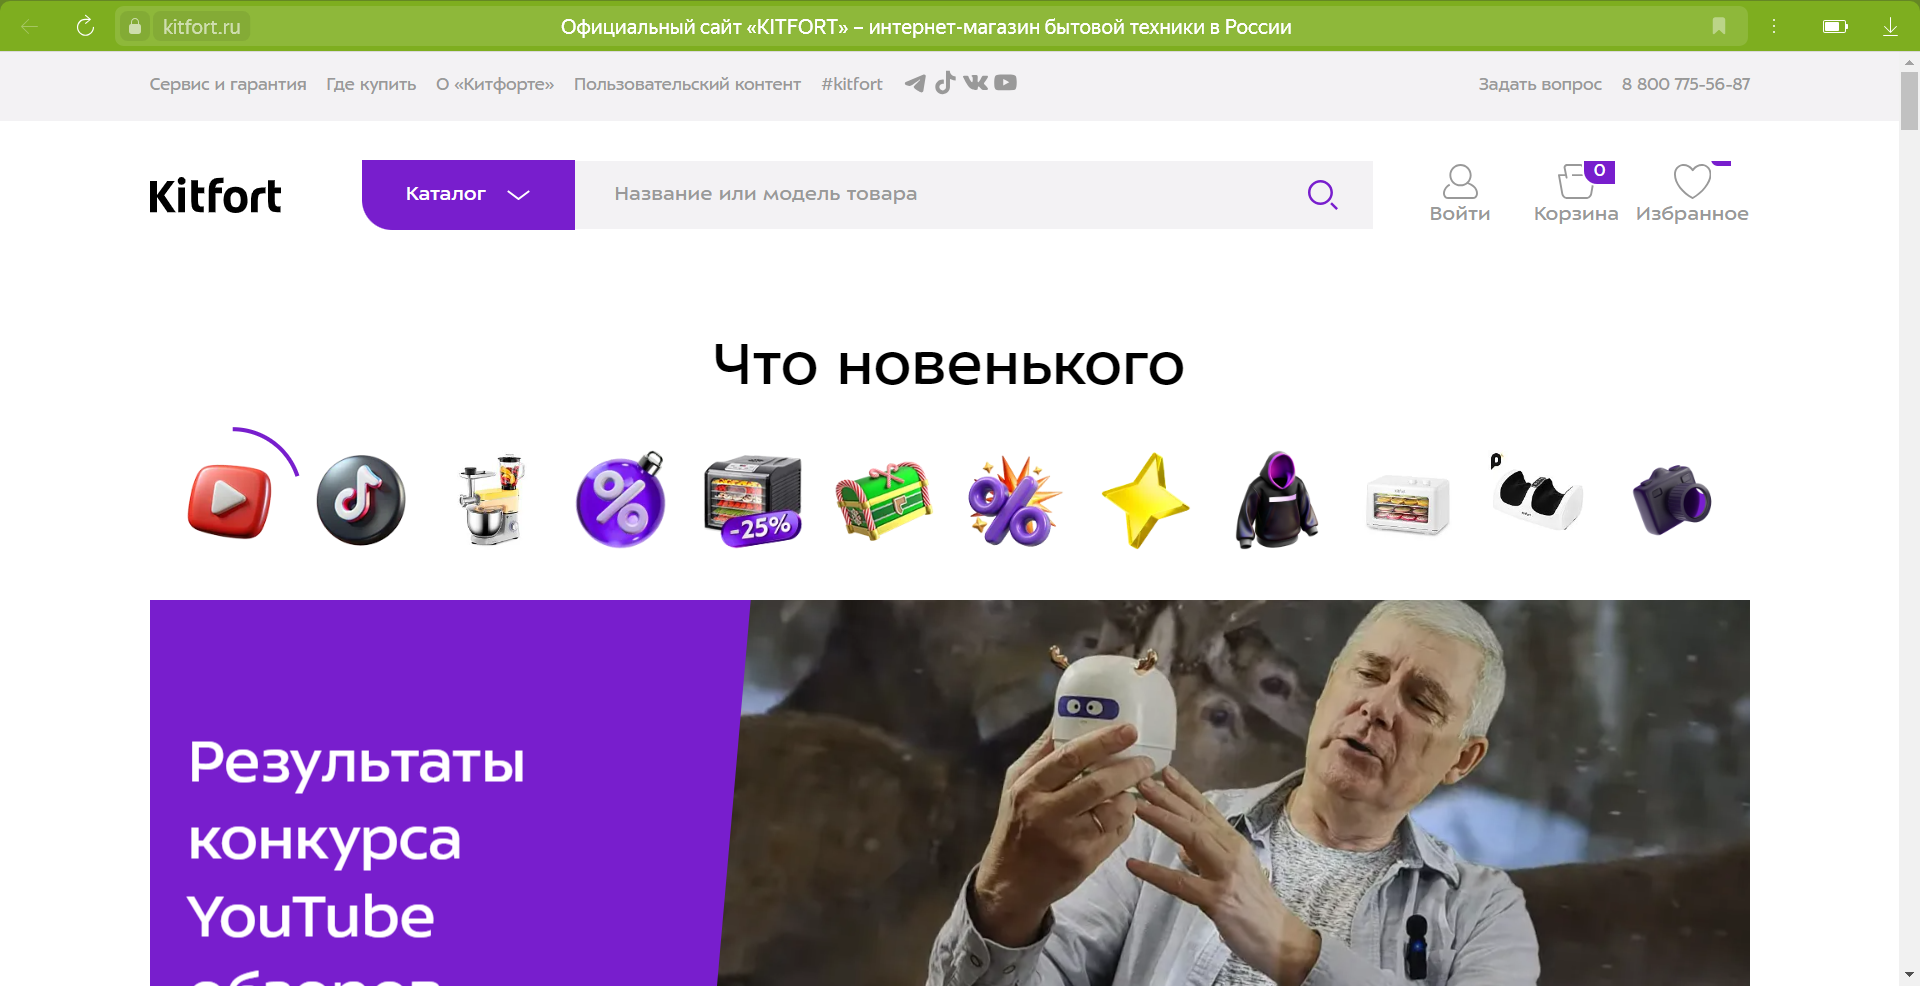 kitfort.ru
Официальный сайт «KITFORT» – интернет-магазин бытовой техники в России
Сервис и гарантия Где купить О «Китфорте» Пользовательский контент #kitfort Задать вопрос 8 800 775-56-87
Kitfort
Каталог
Название или модель товара
0
Войти Корзина Избранное
Что новенького
-25%
Результаты
конкурса
YouTube
обзоров